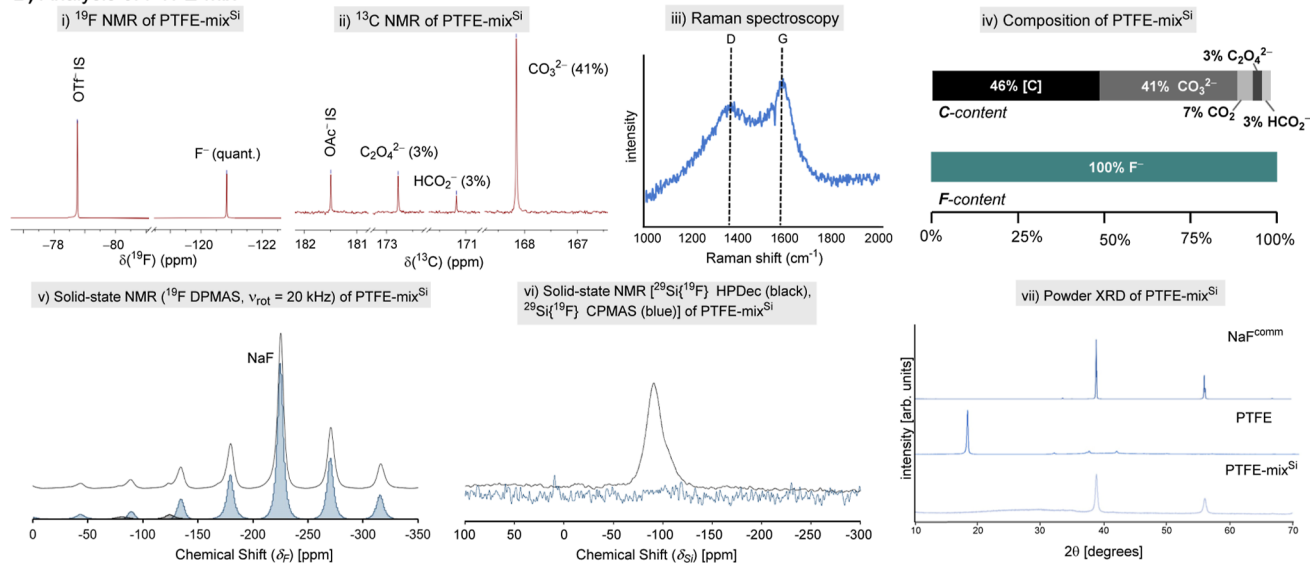 i) ¹⁹F NMR of PTFE-mixˢⁱ
OTf⁻ IS
F⁻ (quant.)
−78
−80
−120
−122
δ(¹⁹F) (ppm)
ii) ¹³C NMR of PTFE-mixˢⁱ
OAc⁻ IS
C₂O₄²⁻ (3%)
HCO₂⁻ (3%)
CO₃²⁻ (41%)
182
181
173
171
168
167
δ(¹³C) (ppm)
iii) Raman spectroscopy
D
G
intensity
1000
1200
1400
1600
1800
2000
Raman shift (cm⁻¹)
iv) Composition of PTFE-mixˢⁱ
3% C₂O₄²⁻
46% [C]
41% CO₃²⁻
C-content
7% CO₂
3% HCO₂⁻
100% F⁻
F-content
0%
25%
50%
75%
100%
v) Solid-state NMR (¹⁹F DPMAS, νrot = 20 kHz) of PTFE-mixˢⁱ
NaF
0
-50
-100
-150
-200
-250
-300
-350
Chemical Shift (δF) [ppm]
vi) Solid-state NMR [²⁹Si{¹⁹F} HPDec (black),
²⁹Si{¹⁹F} CPMAS (blue)] of PTFE-mixˢⁱ
100
50
0
-50
-100
-150
-200
-250
-300
Chemical Shift (δSi) [ppm]
vii) Powder XRD of PTFE-mixˢⁱ
NaFᶜᵒᵐᵐ
PTFE
PTFE-mixˢⁱ
intensity [arb. units]
10
20
30
40
50
60
70
2θ [degrees]